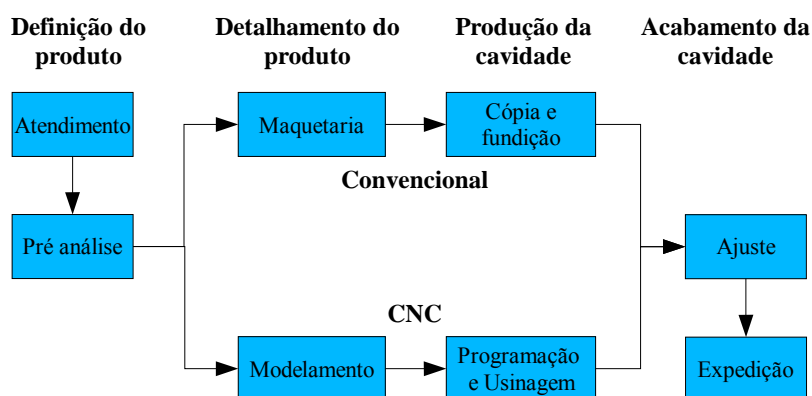 Definição do
produto
Detalhamento do
produto
Produção da
cavidade
Acabamento da
cavidade
Atendimento
Maquetaria
Cópia e
fundição
Convencional
Pré análise
Ajuste
CNC
Modelamento
Programação
e Usinagem
Expedição